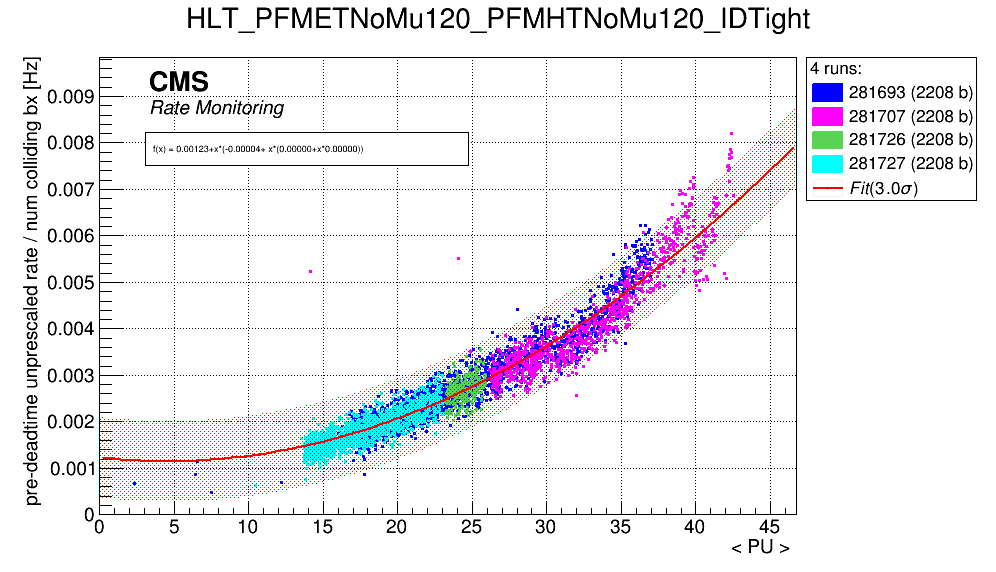 HLT_PFMETNoMu120_PFMHTNoMu120_IDTight
pre-deadtime unprescaled rate / num colliding bx [Hz]
CMS
Rate Monitoring
f(x) = 0.00123+x*(-0.00004+ x*(0.00000+x*0.00000))
0.009
0.008
0.007
0.006
0.005
0.004
0.003
0.002
0.001
0
0 5 10 15 20 25 30 35 40 45
< PU >
4 runs:
281693 (2208 b)
281707 (2208 b)
281726 (2208 b)
281727 (2208 b)
Fit(3.0σ)